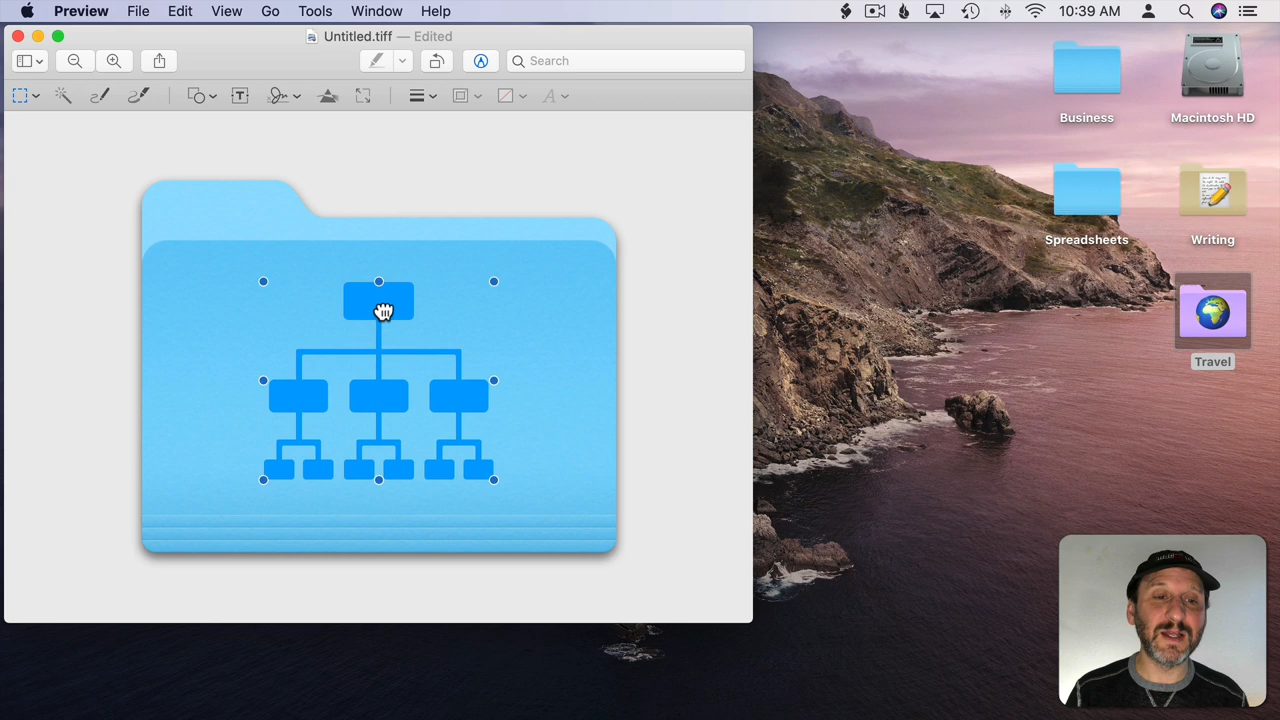 Preview File Edit View Go Tools Window Help 10:39 AM
Untitled.tiff — Edited
Search
A
Business
Macintosh HD
Spreadsheets
Writing
Travel